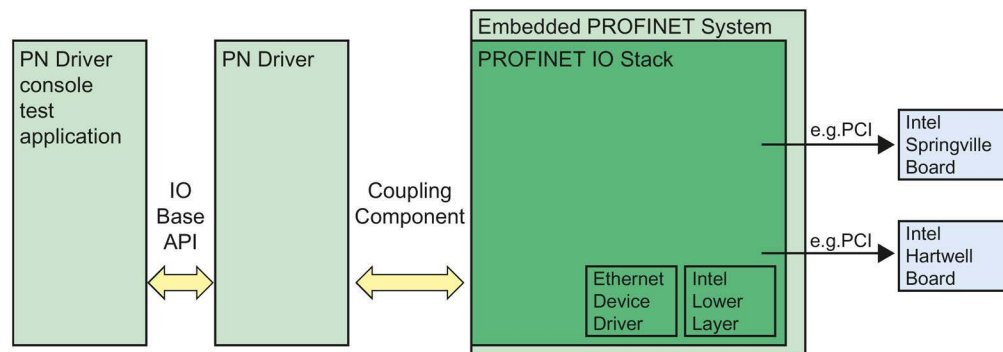 PN Driver
console
test
application
IO
Base
API
PN Driver
Coupling
Component
Embedded PROFINET System
PROFINET IO Stack
Ethernet
Device
Driver
Intel
Lower
Layer
e.g.PCI
Intel
Springville
Board
e.g.PCI
Intel
Hartwell
Board